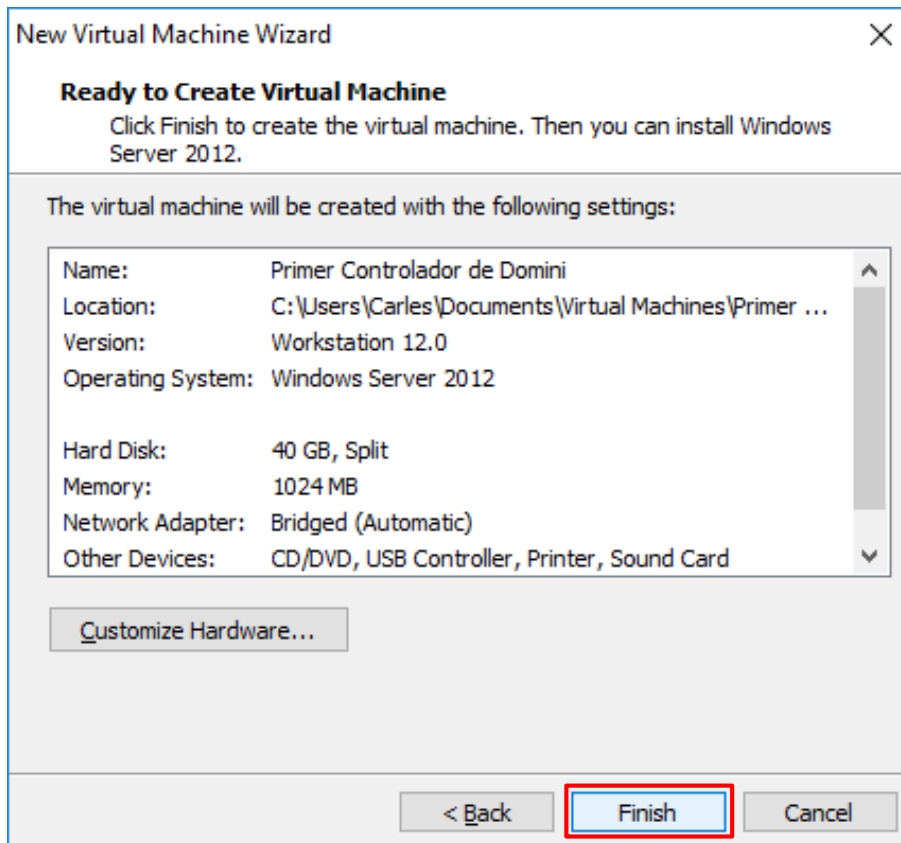 New Virtual Machine Wizard
Ready to Create Virtual Machine
Click Finish to create the virtual machine. Then you can install Windows
Server 2012.
The virtual machine will be created with the following settings:
Name: Primer Controlador de Domini
Location: C:\Users\Carles\Documents\Virtual Machines\Primer ...
Version: Workstation 12.0
Operating System: Windows Server 2012
Hard Disk: 40 GB, Split
Memory: 1024 MB
Network Adapter: Bridged (Automatic)
Other Devices: CD/DVD, USB Controller, Printer, Sound Card
Customize Hardware...
< Back Finish Cancel